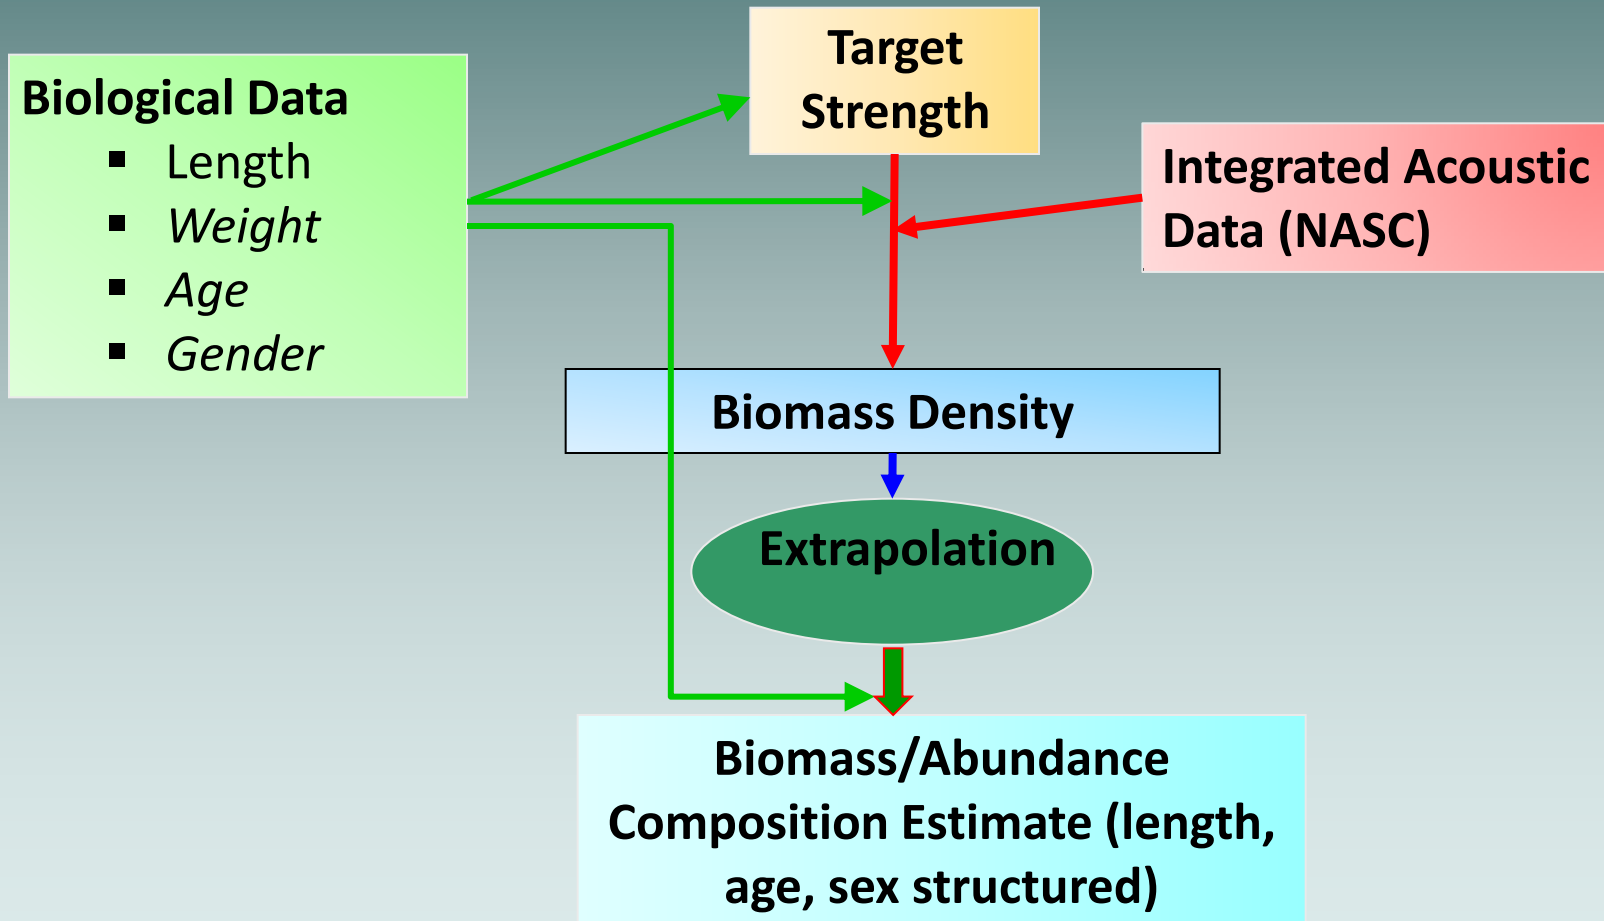 Target
Strength
Biological Data
▪ Length
▪ Weight
▪ Age
▪ Gender
Integrated Acoustic
Data (NASC)
Biomass Density
Extrapolation
Biomass/Abundance
Composition Estimate (length,
age, sex structured)